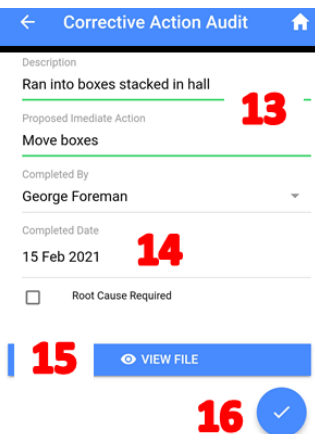 Corrective Action Audit
Description
Ran into boxes stacked in hall
13
Proposed Imediate Action
Move boxes
Completed By
George Foreman
Completed Date
15 Feb 2021
14
Root Cause Required
15
VIEW FILE
16